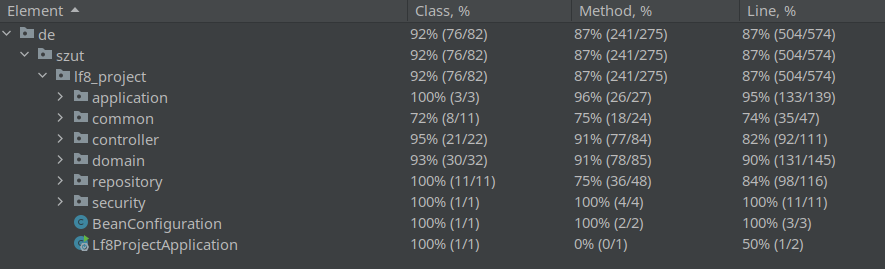 Element Class, % Method, % Line, %
de 92% (76/82) 87% (241/275) 87% (504/574)
szut 92% (76/82) 87% (241/275) 87% (504/574)
lf8_project 92% (76/82) 87% (241/275) 87% (504/574)
application 100% (3/3) 96% (26/27) 95% (133/139)
common 72% (8/11) 75% (18/24) 74% (35/47)
controller 95% (21/22) 91% (77/84) 82% (92/111)
domain 93% (30/32) 91% (78/85) 90% (131/145)
repository 100% (11/11) 75% (36/48) 84% (98/116)
security 100% (1/1) 100% (4/4) 100% (11/11)
BeanConfiguration 100% (1/1) 100% (2/2) 100% (3/3)
Lf8ProjectApplication 100% (1/1) 0% (0/1) 50% (1/2)